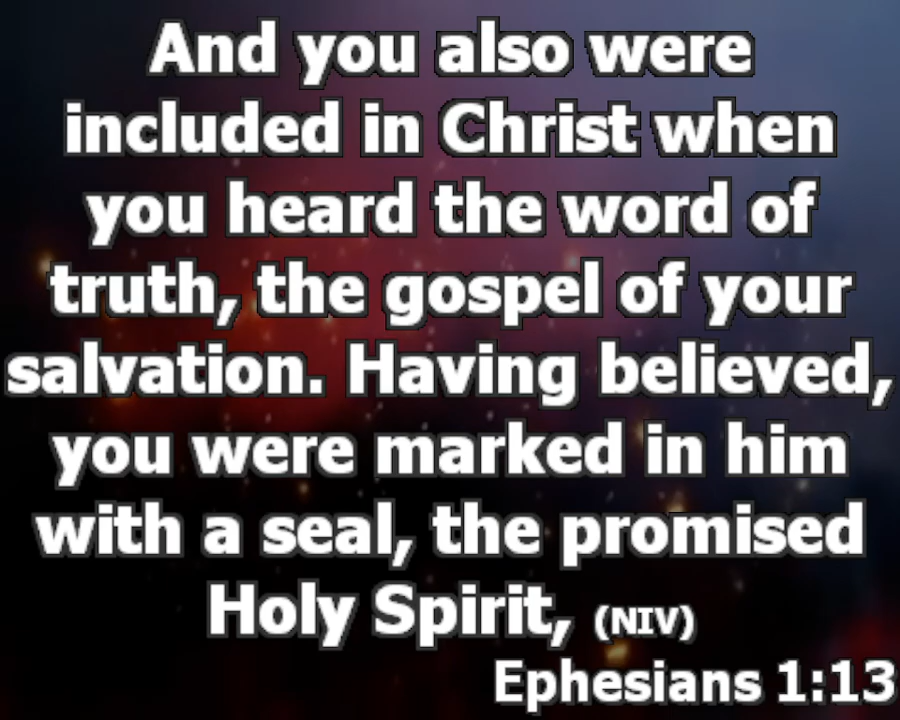 And you also were
included in Christ when
you heard the word of
truth, the gospel of your
salvation. Having believed,
you were marked in him
with a seal, the promised
Holy Spirit, (NIV)
Ephesians 1:13